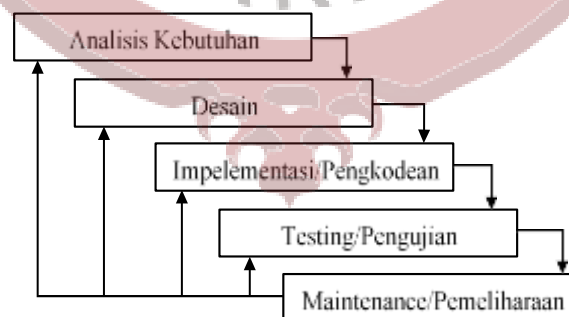 Analisis Kebutuhan
Desain
Impelementasi/Pengkodean
Testing/Pengujian
Maintenance/Pemeliharaan